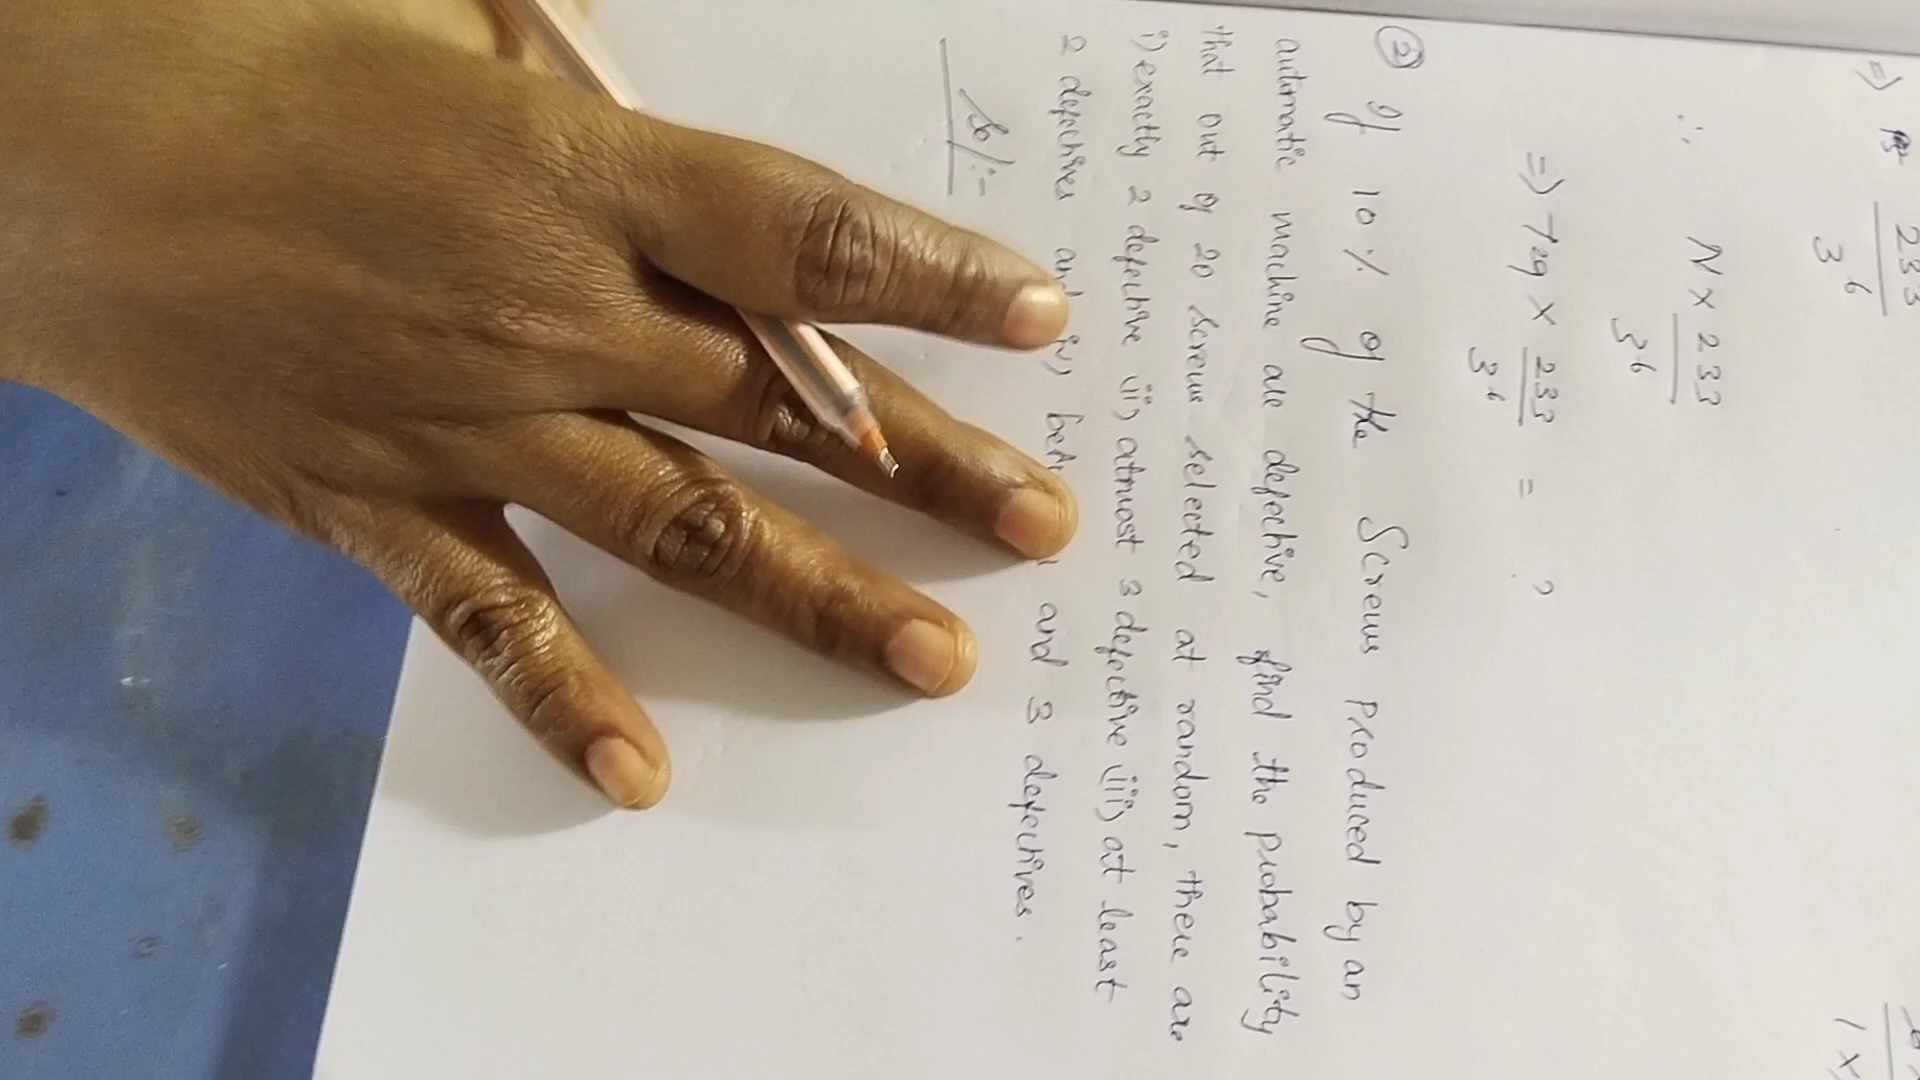 => 233
3^6
∴ N × 233
3^6
=> 729 × 233 = ?
3^6
② If 10% of the Screws produced by an
automatic machine are defective, find the probability
that out of 20 screws selected at random, there are
i) exactly 2 defective ii) atmost 3 defective iii) at least
2 defectives and iv) and 3 defectives.
Sol:-
1 ×